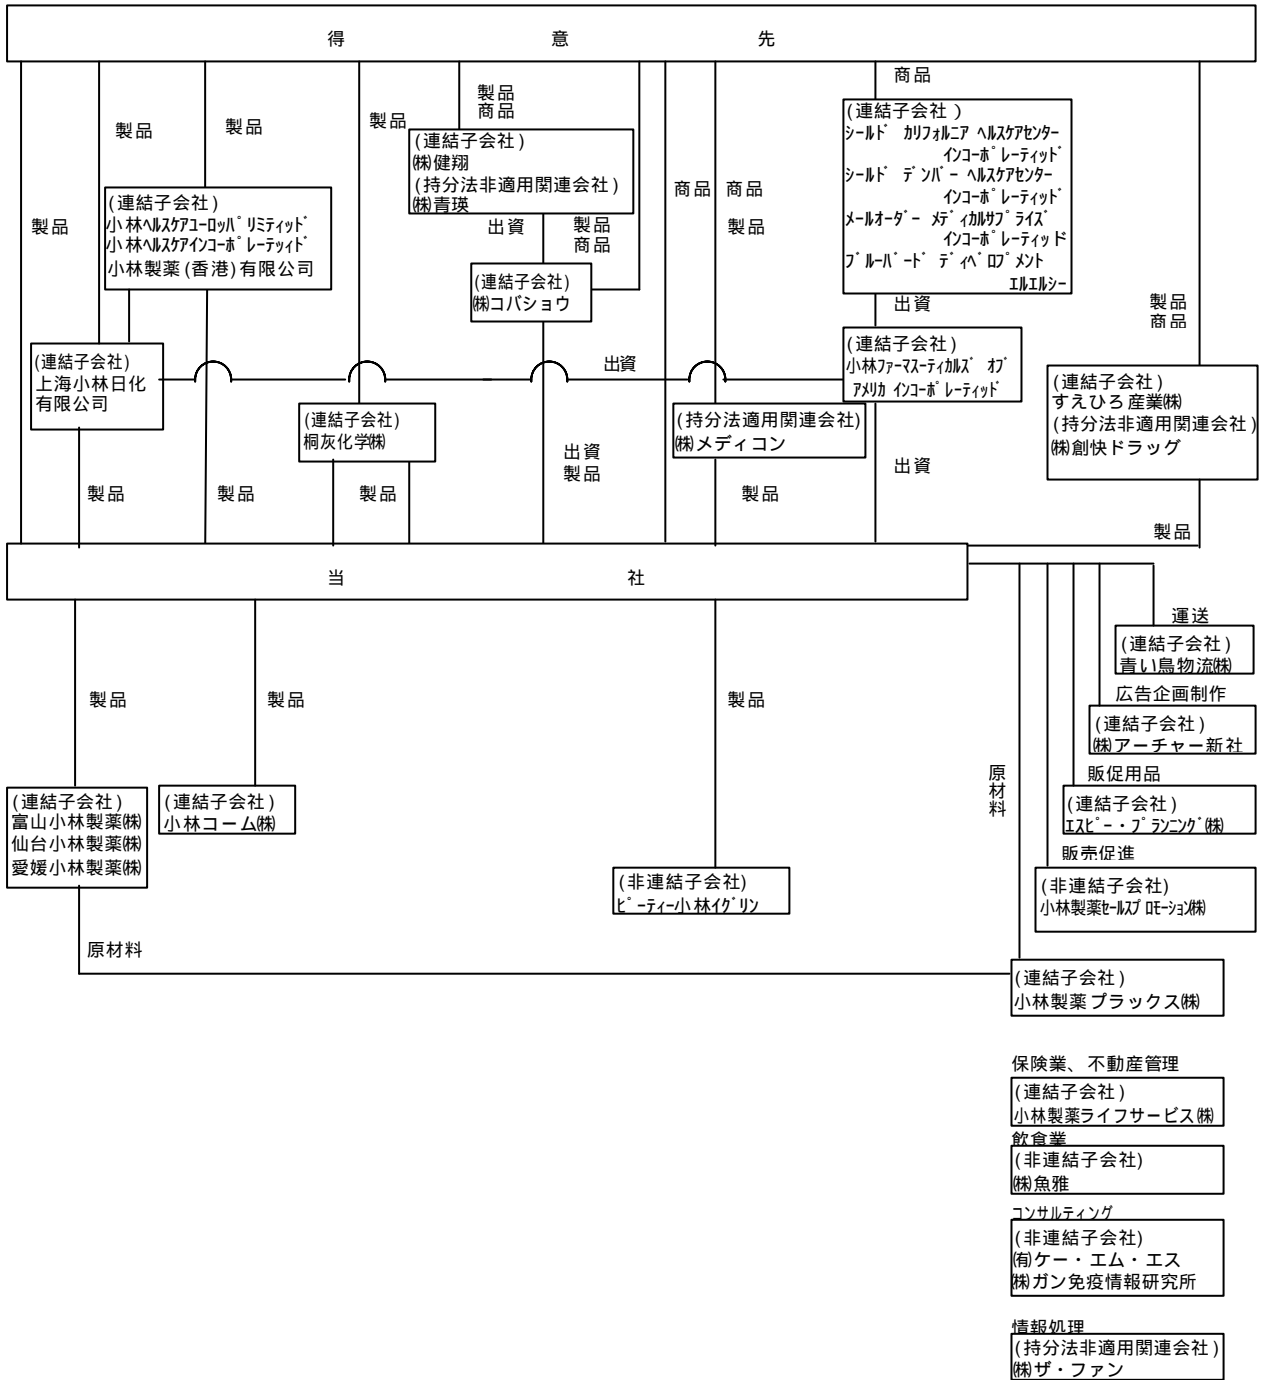 得 意 先
商品
製品
商品
製品
製品
製品
(連結子会社)
シールド カリフォルニア ヘルスケアセンター
インコーポレーティッド
シールド デンバー ヘルスケアセンター
インコーポレティッド
メールオーダー メディカルサプライズ
インコーポレーティッド
ブルーバード ディベロプメント
エルエルシー
(連結子会社)
㈱健翔
(持分法非適用関連会社)
㈱青瑛
製品
(連結子会社)
小林ヘルスケアユーロッパ リミティッド
小林ヘルスケアインコーポレーテッィド
小林製薬(香港)有限公司
商品
商品
製品
出資
製品
商品
(連結子会社)
㈱コバショウ
出資
製品
商品
(連結子会社)
上海小林日化
有限公司
出資
(連結子会社)
小林ファーマスーティカルズ オブ
アメリカ インコーポレーティッド
(連結子会社)
すえひろ産業㈱
(持分法非適用関連会社)
㈱創快ドラッグ
(連結子会社)
桐灰化学㈱
(持分法適用関連会社)
㈱メディコン
出資
製品
出資
製品
製品
製品
製品
製品
当 社
運送
(連結子会社)
青い鳥物流㈱
製品
製品
製品
広告企画制作
(連結子会社)
㈱アーチャー新社
原材料
販促用品
(連結子会社)
エスピー・プランニング㈱
(連結子会社)
富山小林製薬㈱
仙台小林製薬㈱
愛媛小林製薬㈱
(連結子会社)
小林コーム㈱
販売促進
(非連結子会社)
小林製薬セールスプロモーション㈱
(非連結子会社)
ピーティー小林イグリン
原材料
(連結子会社)
小林製薬プラックス㈱
保険業、不動産管理
(連結子会社)
小林製薬ライフサービス㈱
飲食業
(非連結子会社)
㈱魚雅
コンサルティング
(非連結子会社)
㈲ケー・エム・エス
㈱ガン免疫情報研究所
情報処理
(持分法非適用関連会社)
㈱ザ・ファン